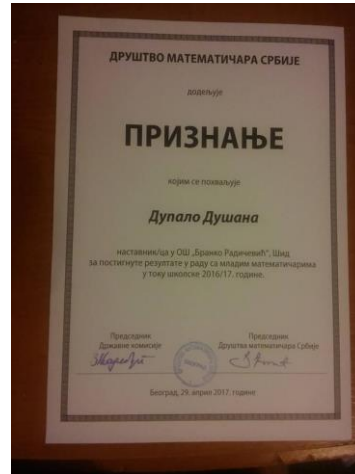 ДРУШТВО МАТЕМАТИЧАРА СРБИЈЕ
додељује
ПРИЗНАЊЕ
којим се похваљује
Дупало Душана
наставник/ца у ОШ „Бранко Радичевић", Шид
за постигнуте резултате у раду са младим математичарима
у току школске 2016/17. године.
Председник
Државне комисије
Председник
Друштва математичара Србије
Београд, 29. април 2017. године